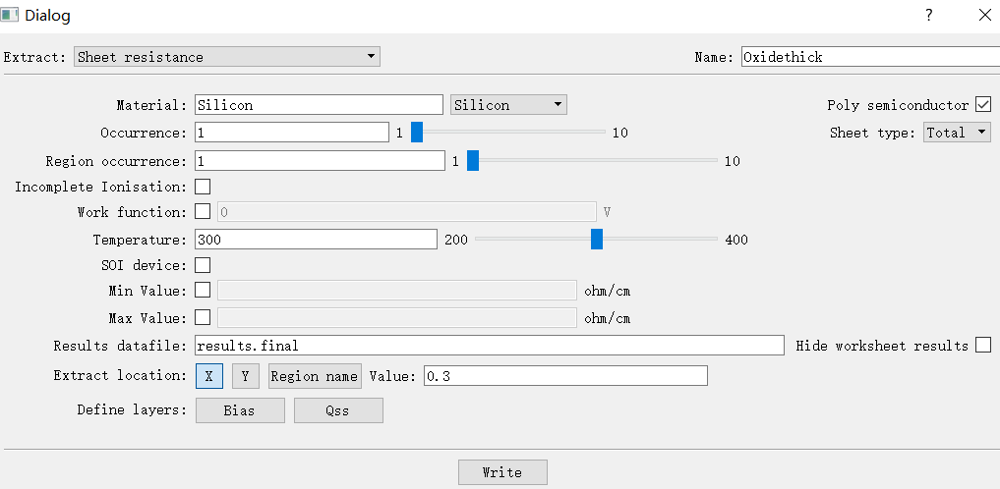 Dialog ?
Extract: Sheet resistance Name: Oxidethick
Material: Silicon Silicon Poly semiconductor
Occurrence: 1 1 10 Sheet type: Total
Region occurrence: 1 1 10
Incomplete Ionisation:
Work function: 0 V
Temperature: 300 200 400
SOI device:
Min Value: ohm/cm
Max Value: ohm/cm
Results datafile: results.final Hide worksheet results
Extract location: X Y Region name Value: 0.3
Define layers: Bias Qss
Write